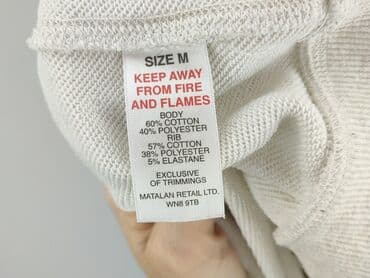 SIZE M
KEEP AWAY
FROM FIRE
AND FLAMES
BODY
60% COTTON
40% POLYESTER
RIB
57% COTTON
38% POLYESTER
5% ELASTANE
EXCLUSIVE
OF TRIMMINGS
MATALAN RETAIL LTD.
WN8 9TB